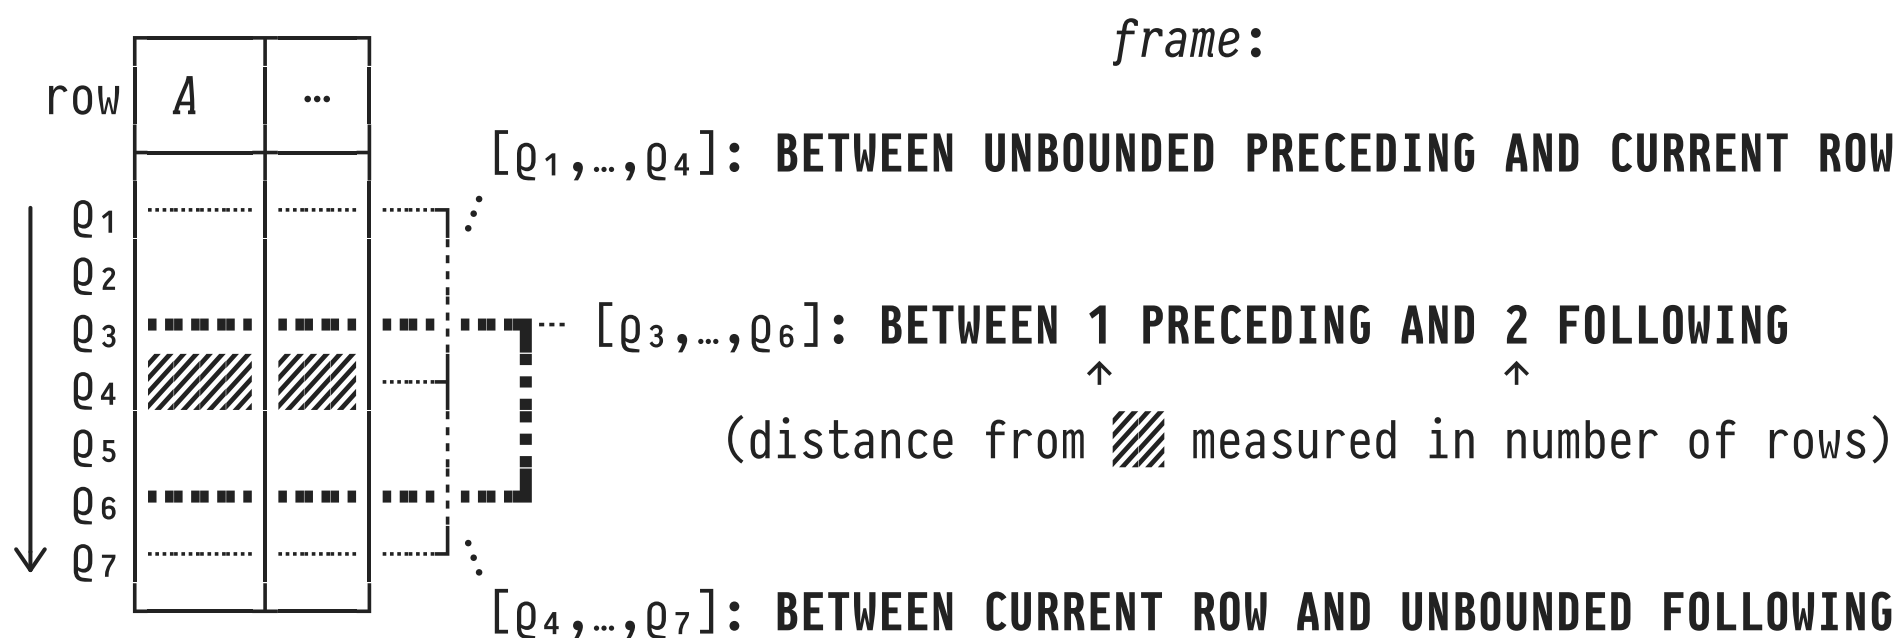 frame:
row A …
[ϱ₁,…,ϱ₄]: BETWEEN UNBOUNDED PRECEDING AND CURRENT ROW
ϱ₁
ϱ₂
ϱ₃ [ϱ₃,…,ϱ₆]: BETWEEN 1 PRECEDING AND 2 FOLLOWING
ϱ₄ ↑ ↑
ϱ₅ (distance from ▨ measured in number of rows)
ϱ₆
ϱ₇
[ϱ₄,…,ϱ₇]: BETWEEN CURRENT ROW AND UNBOUNDED FOLLOWING